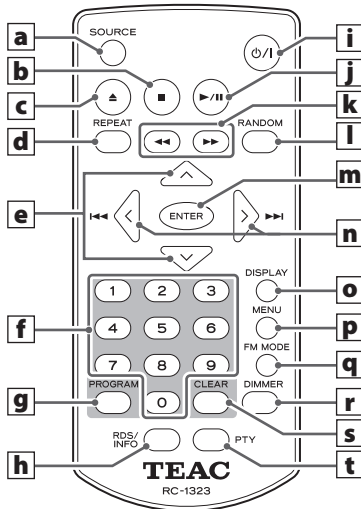 SOURCE
a
i
b
j
c
k
REPEAT
RANDOM
d
l
m
e
ENTER
n
DISPLAY
o
1 2 3
MENU
p
f
4 5 6
FM MODE
q
7 8 9
PROGRAM
CLEAR
DIMMER
g
0
r
s
RDS/
INFO
PTY
h
t
TEAC
RC-1323